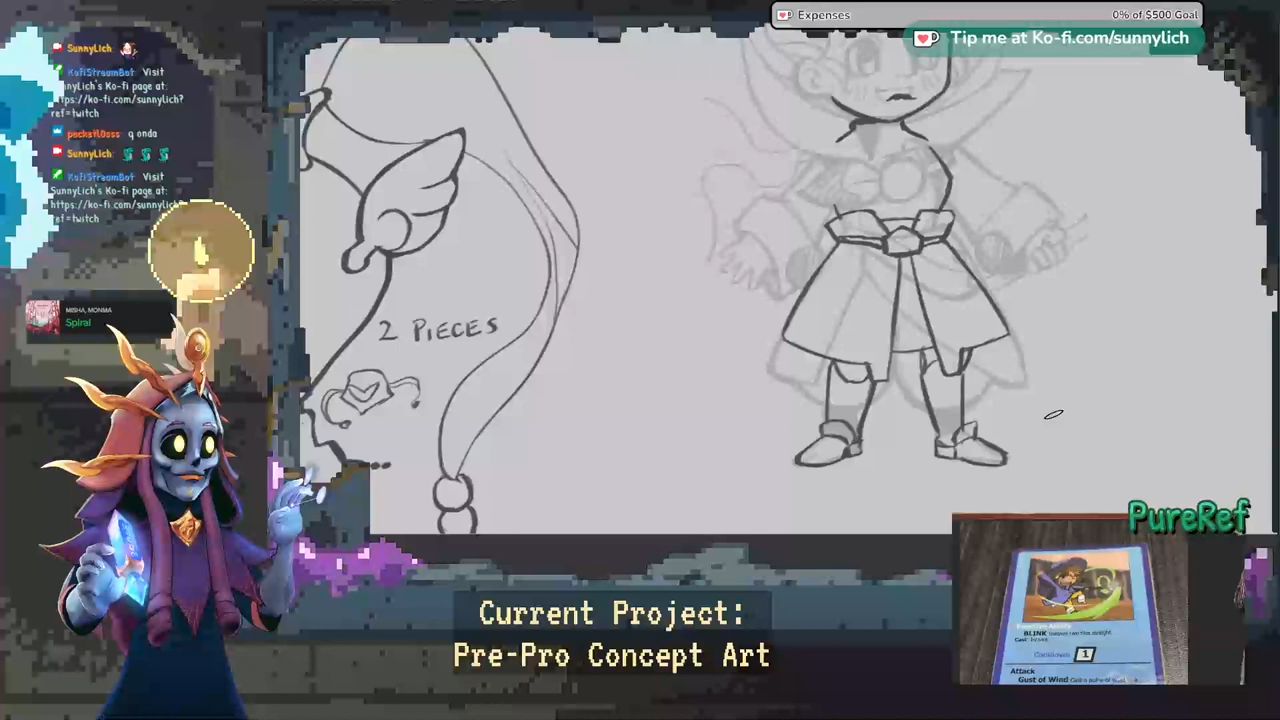 Expenses
0% of $500 Goal
Tip me at Ko-fi.com/sunnylich
SunnyLich
KofiStreamBot Visit
nnyLich's Ko-fi page at:
ttps://ko-fi.com/sunnylich?
ref=twitch
q onda
SunnyLich:
KofiStreamBot Visit
SunnyLich's Ko-fi page at:
https://ko-fi.com/sunnylich?
ref=twitch
MISHA, MONMA
Spiral
2 PIECES
PureRef
BLINK
Cooldown 1
Attack
Gust of Wind
Current Project:
Pre-Pro Concept Art